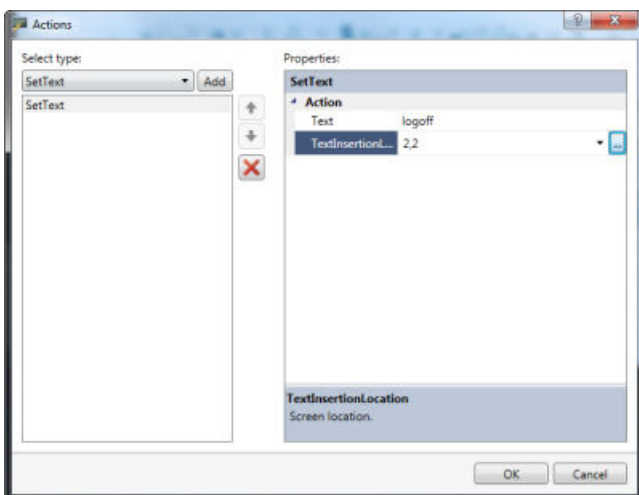 Actions
Select type:
SetText
Add
SetText
Properties:
SetText
Action
Text logoff
TextInsertionL... 2,2 ...
TextInsertionLocation
Screen location.
OK Cancel